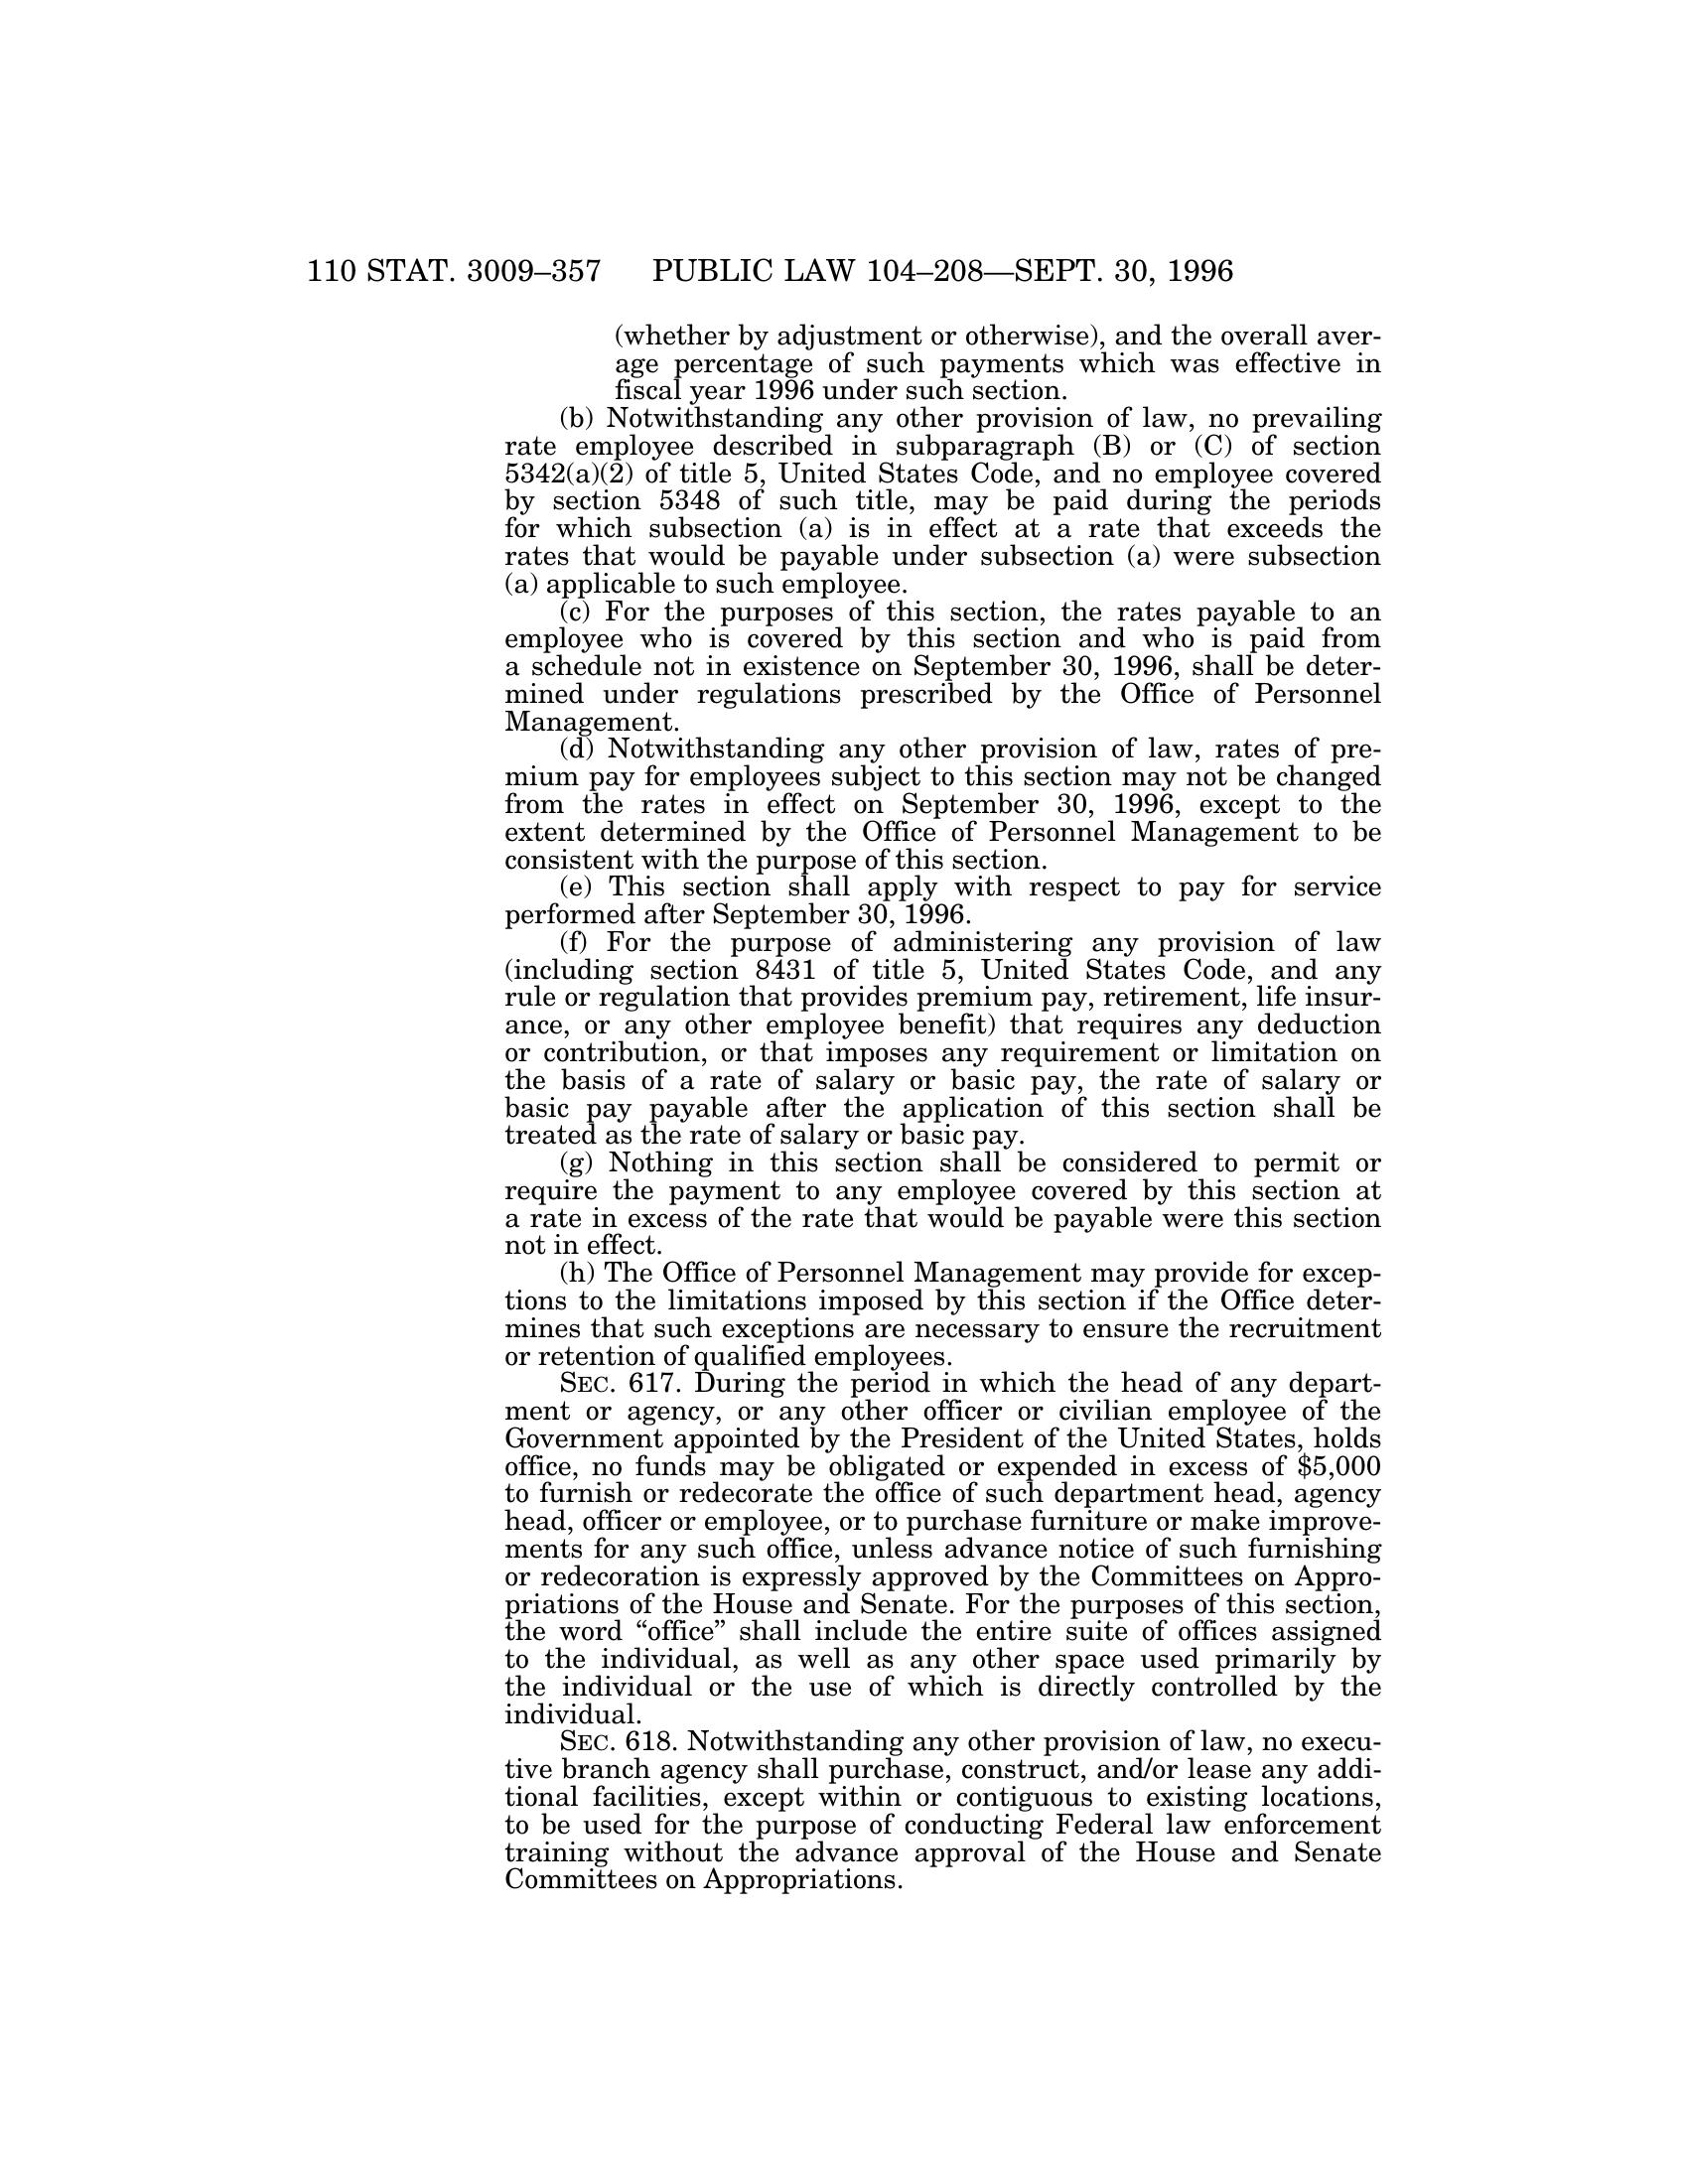 110 STAT. 3009–357 PUBLIC LAW 104–208—SEPT. 30, 1996
(whether by adjustment or otherwise), and the overall aver-
age percentage of such payments which was effective in
fiscal year 1996 under such section.
(b) Notwithstanding any other provision of law, no prevailing
rate employee described in subparagraph (B) or (C) of section
5342(a)(2) of title 5, United States Code, and no employee covered
by section 5348 of such title, may be paid during the periods
for which subsection (a) is in effect at a rate that exceeds the
rates that would be payable under subsection (a) were subsection
(a) applicable to such employee.
(c) For the purposes of this section, the rates payable to an
employee who is covered by this section and who is paid from
a schedule not in existence on September 30, 1996, shall be deter-
mined under regulations prescribed by the Office of Personnel
Management.
(d) Notwithstanding any other provision of law, rates of pre-
mium pay for employees subject to this section may not be changed
from the rates in effect on September 30, 1996, except to the
extent determined by the Office of Personnel Management to be
consistent with the purpose of this section.
(e) This section shall apply with respect to pay for service
performed after September 30, 1996.
(f) For the purpose of administering any provision of law
(including section 8431 of title 5, United States Code, and any
rule or regulation that provides premium pay, retirement, life insur-
ance, or any other employee benefit) that requires any deduction
or contribution, or that imposes any requirement or limitation on
the basis of a rate of salary or basic pay, the rate of salary or
basic pay payable after the application of this section shall be
treated as the rate of salary or basic pay.
(g) Nothing in this section shall be considered to permit or
require the payment to any employee covered by this section at
a rate in excess of the rate that would be payable were this section
not in effect.
(h) The Office of Personnel Management may provide for excep-
tions to the limitations imposed by this section if the Office deter-
mines that such exceptions are necessary to ensure the recruitment
or retention of qualified employees.
SEC. 617. During the period in which the head of any depart-
ment or agency, or any other officer or civilian employee of the
Government appointed by the President of the United States, holds
office, no funds may be obligated or expended in excess of $5,000
to furnish or redecorate the office of such department head, agency
head, officer or employee, or to purchase furniture or make improve-
ments for any such office, unless advance notice of such furnishing
or redecoration is expressly approved by the Committees on Appro-
priations of the House and Senate. For the purposes of this section,
the word “office” shall include the entire suite of offices assigned
to the individual, as well as any other space used primarily by
the individual or the use of which is directly controlled by the
individual.
SEC. 618. Notwithstanding any other provision of law, no execu-
tive branch agency shall purchase, construct, and/or lease any addi-
tional facilities, except within or contiguous to existing locations,
to be used for the purpose of conducting Federal law enforcement
training without the advance approval of the House and Senate
Committees on Appropriations.